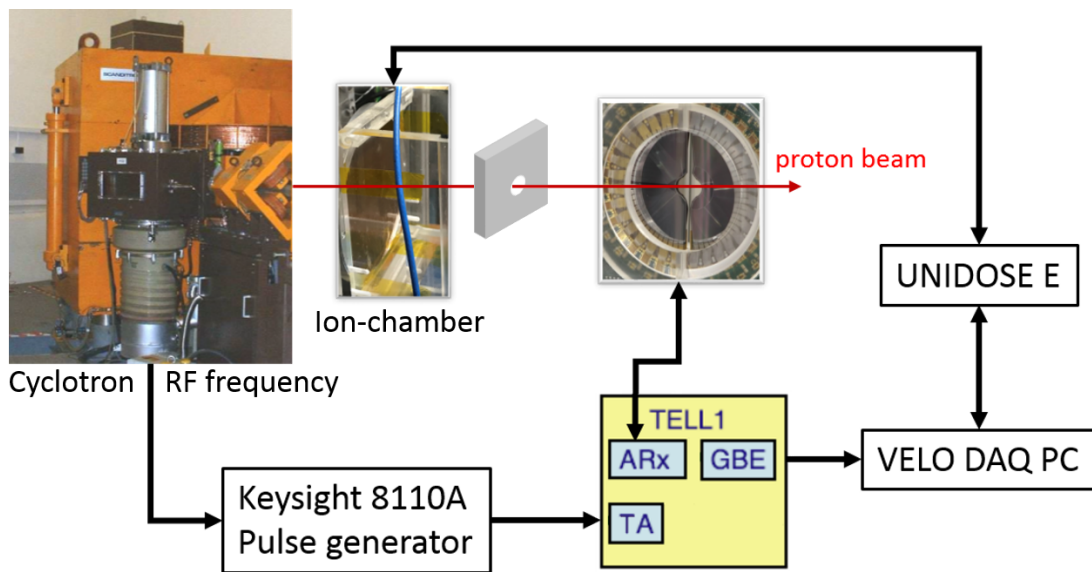 SCANDITRONIX
proton beam
UNIDOSE E
Ion-chamber
Cyclotron RF frequency
TELL1
ARx GBE
VELO DAQ PC
Keysight 8110A
Pulse generator
TA